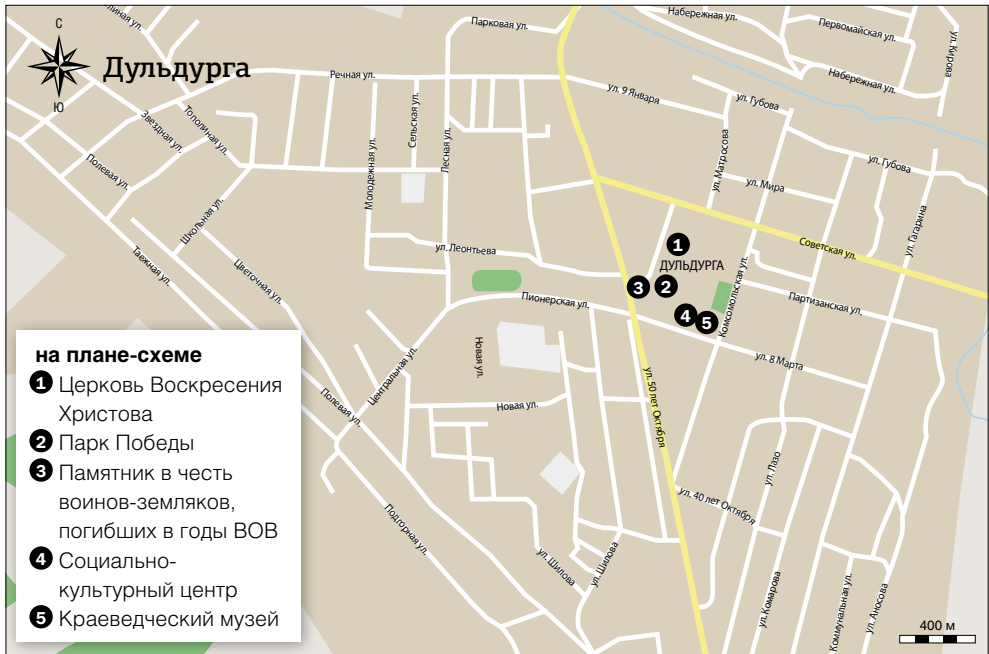 С
Ю
Дульдурга
Парковая ул.
Набережная ул.
Первомайская ул.
ул. Кирова
Набережная ул.
Речная ул.
ул. 9 Января
ул. Губова
ул. Губова
Звездная ул.
Тополиная ул.
Сельская ул.
Лесная ул.
Молодежная ул.
ул. Матросова
ул. Мира
ул. Гагарина
Полевая ул.
Школьная ул.
Таежная ул.
Цветочная ул.
ул. Леонтьева
Советская ул.
1
ДУЛЬДУРГА
3
2
4
5
Комсомольская ул.
Партизанская ул.
Пионерская ул.
ул. 8 Марта
Новая ул.
Центральная ул.
Полевая ул.
Новая ул.
ул. 50 лет Октября
ул. Лазо
ул. 40 лет Октября
Подгорная ул.
ул. Шилова
ул. Шилова
ул. Комарова
Коммунальная ул.
ул. Аносова
400 м
на плане-схеме
1 Церковь Воскресения
Христова
2 Парк Победы
3 Памятник в честь
воинов-земляков,
погибших в годы ВОВ
4 Социально-
культурный центр
5 Краеведческий музей